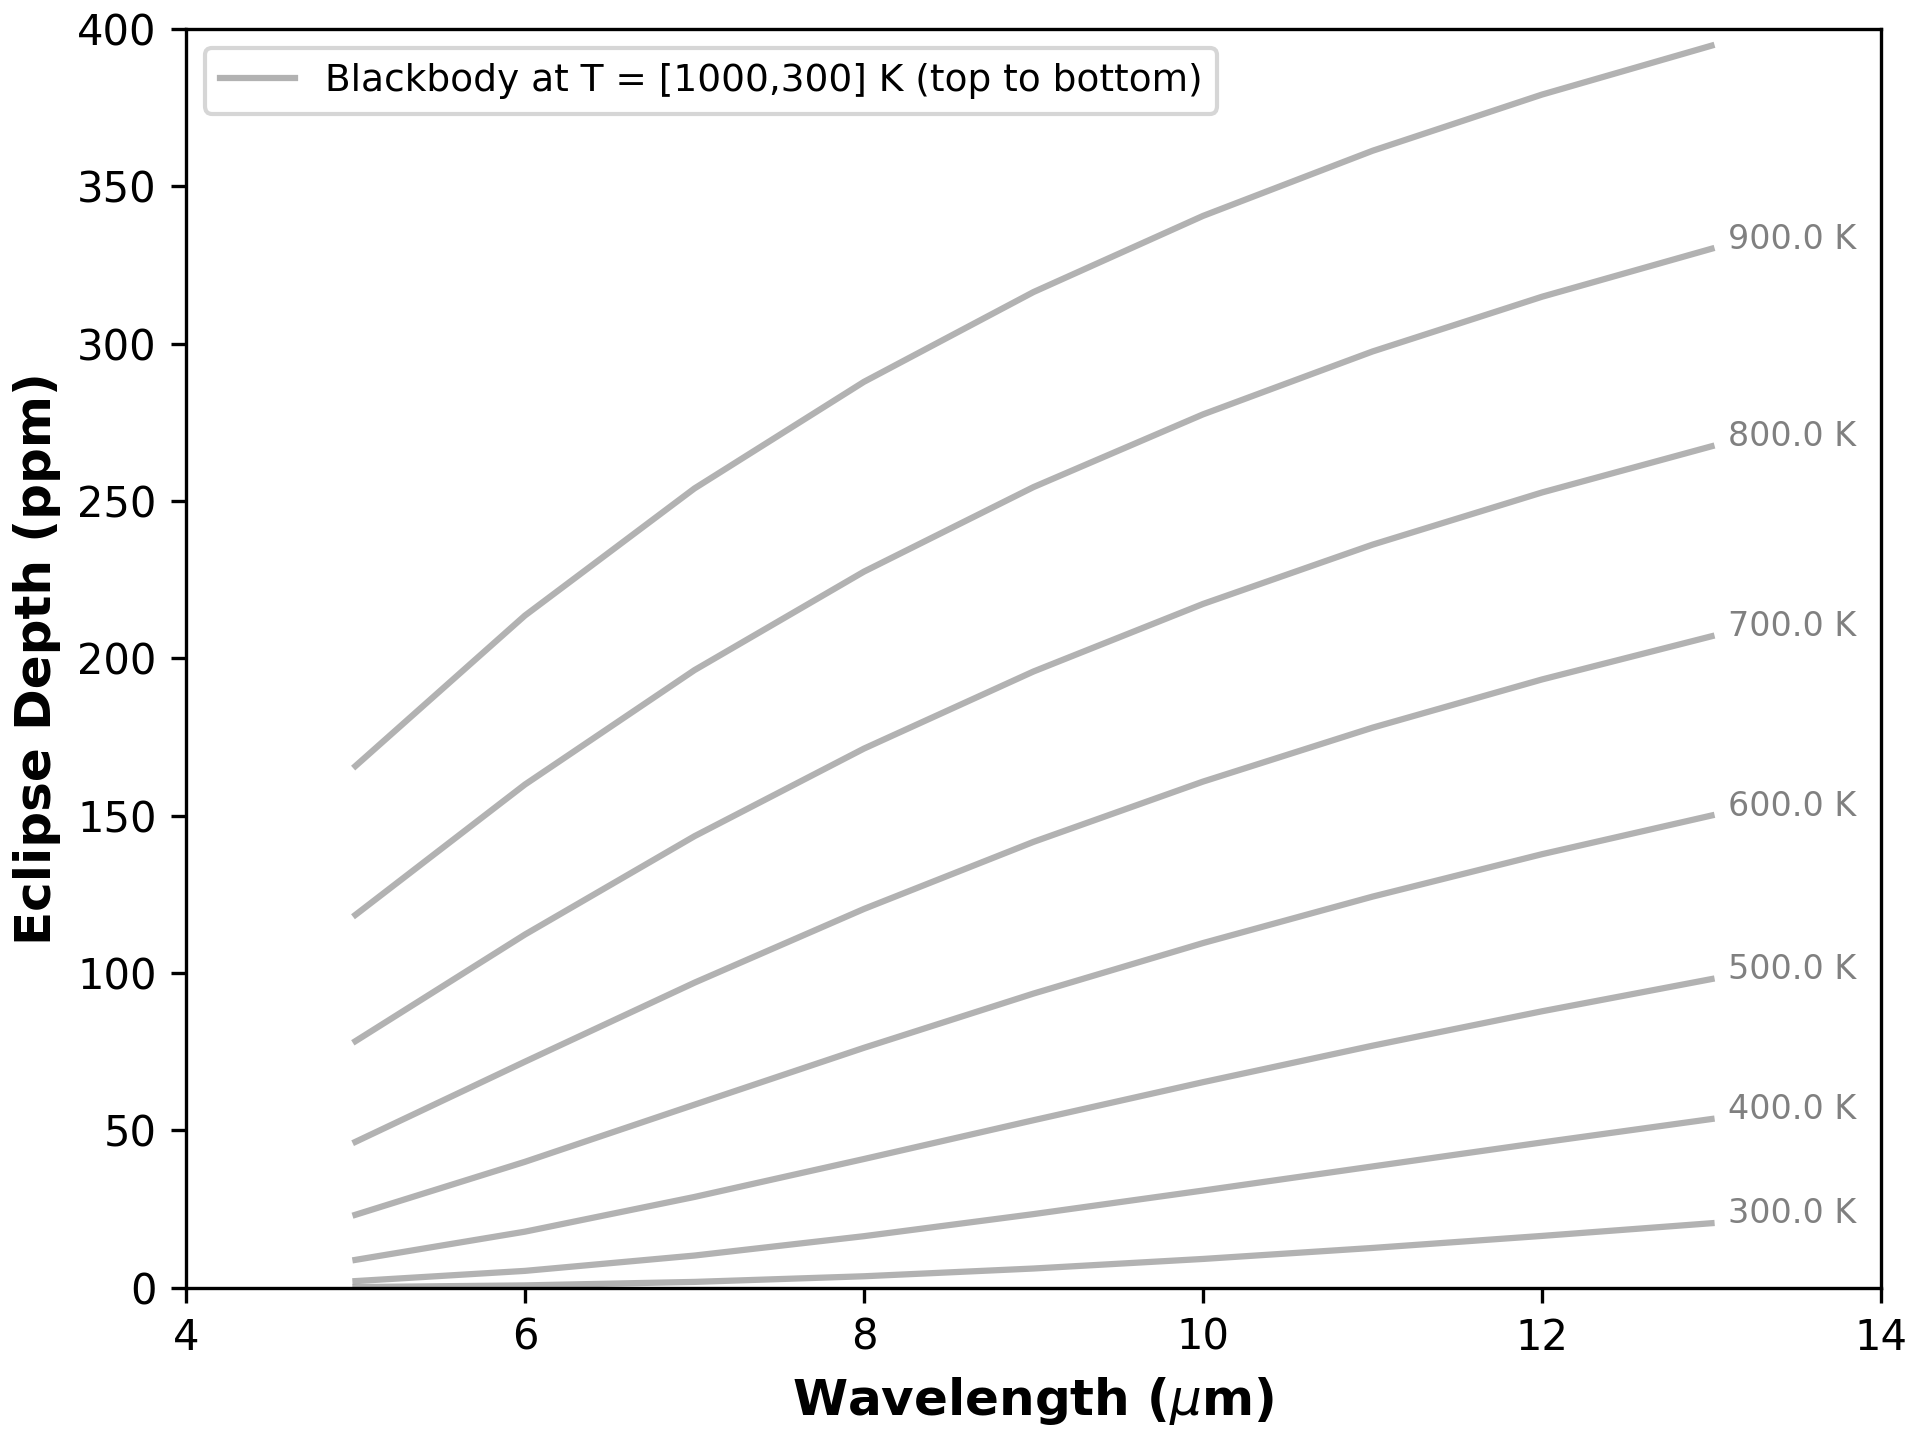 Blackbody at T = [1000,300] K (top to bottom)
400
350
300
250
200
150
100
50
0
Eclipse Depth (ppm)
900.0 K
800.0 K
700.0 K
600.0 K
500.0 K
400.0 K
300.0 K
4 6 8 10 12 14
Wavelength (μm)